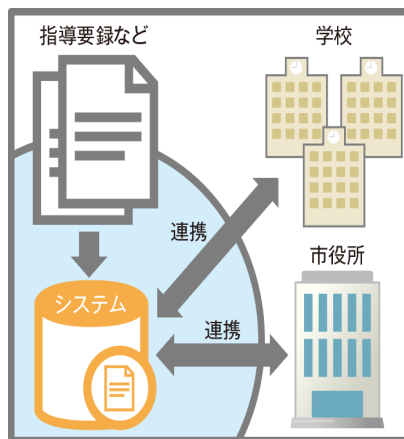 指導要録など
学校
連携
市役所
システム
連携